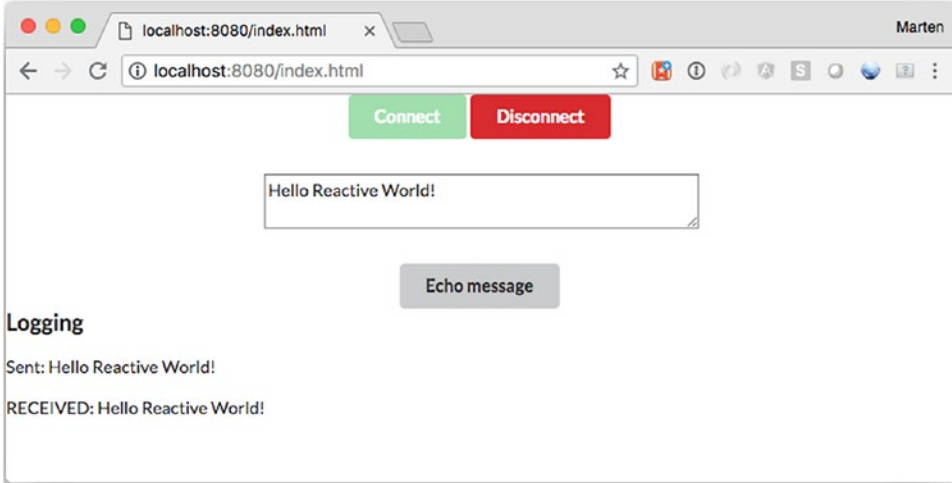 localhost:8080/index.html
Marten
localhost:8080/index.html
Connect Disconnect
Hello Reactive World!
Echo message
Logging
Sent: Hello Reactive World!
RECEIVED: Hello Reactive World!